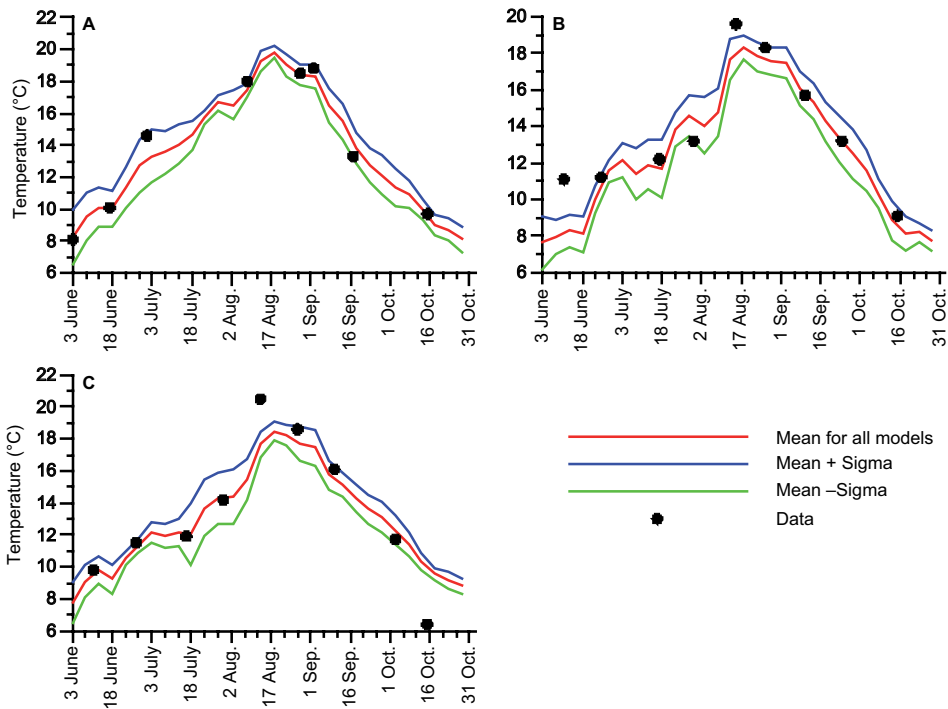 A
Temperature (°C)
22
20
18
16
14
12
10
8
6
3 June
18 June
3 July
18 July
2 Aug.
17 Aug.
1 Sep.
16 Sep.
1 Oct.
16 Oct.
31 Oct.
B
20
18
16
14
12
10
8
6
3 June
18 June
3 July
18 July
2 Aug.
17 Aug.
1 Sep.
16 Sep.
1 Oct.
16 Oct.
31 Oct.
C
Temperature (°C)
22
20
18
16
14
12
10
8
6
3 June
18 June
3 July
18 July
2 Aug.
17 Aug.
1 Sep.
16 Sep.
1 Oct.
16 Oct.
31 Oct.
Mean for all models
Mean + Sigma
Mean –Sigma
Data